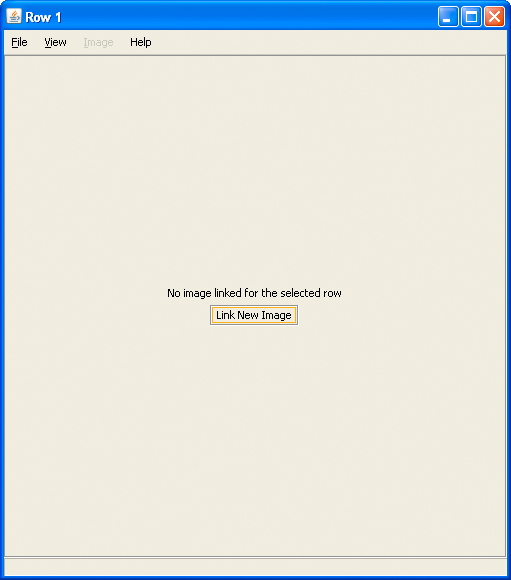 Row 1
File View Image Help
No image linked for the selected row
Link New Image